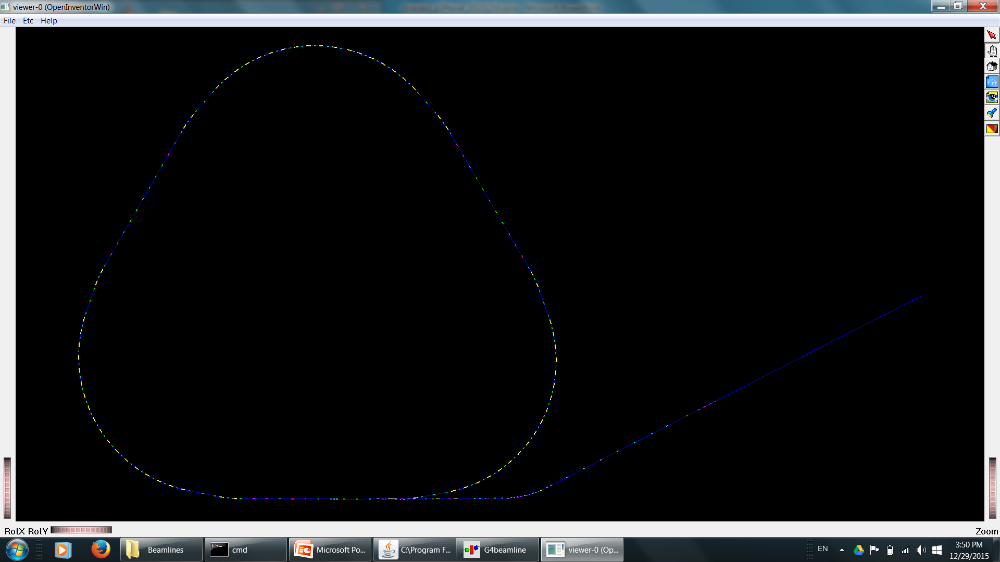 viewer-0 (OpenInventorWin)
File Etc Help
RotX RotY
Zoom
Beamlines
cmd
Microsoft Po...
C:\Program F...
G4beamline
viewer-0 (Op...
EN
3:50 PM
12/29/2015